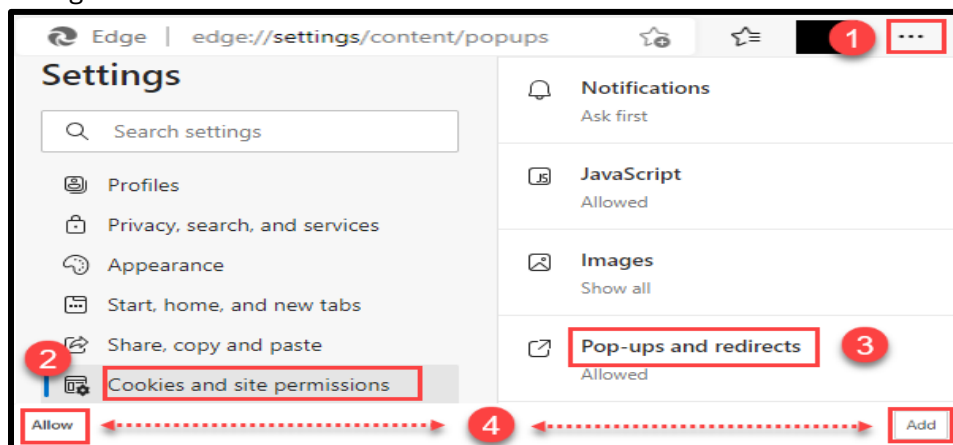 Edge | edge://settings/content/popups 1 ...
Settings
Search settings
Profiles
Privacy, search, and services
Appearance
Start, home, and new tabs
Share, copy and paste
2
Cookies and site permissions
Notifications
Ask first
JS JavaScript
Allowed
Images
Show all
Pop-ups and redirects 3
Allowed
Allow 4 Add